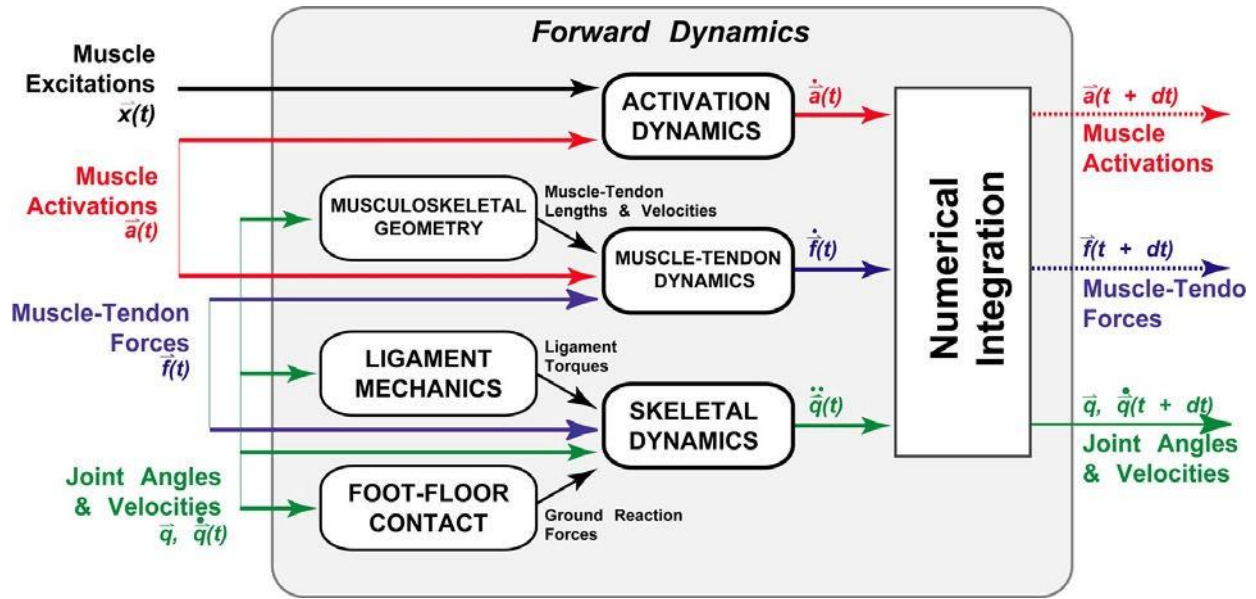 Forward Dynamics
Muscle
Excitations
x⃗(t)
ACTIVATION
DYNAMICS
ȧ⃗(t)
a⃗(t + dt)
Muscle
Activations
Muscle
Activations
a⃗(t)
MUSCULOSKELETAL
GEOMETRY
Muscle-Tendon
Lengths & Velocities
MUSCLE-TENDON
DYNAMICS
ḟ⃗(t)
Numerical
Integration
f⃗(t + dt)
Muscle-Tendo
Forces
Muscle-Tendon
Forces
f⃗(t)
LIGAMENT
MECHANICS
Ligament
Torques
SKELETAL
DYNAMICS
q̈⃗(t)
q⃗, q̇⃗(t + dt)
Joint Angles
& Velocities
Joint Angles
& Velocities
q⃗, q̇⃗(t)
FOOT-FLOOR
CONTACT
Ground Reaction
Forces